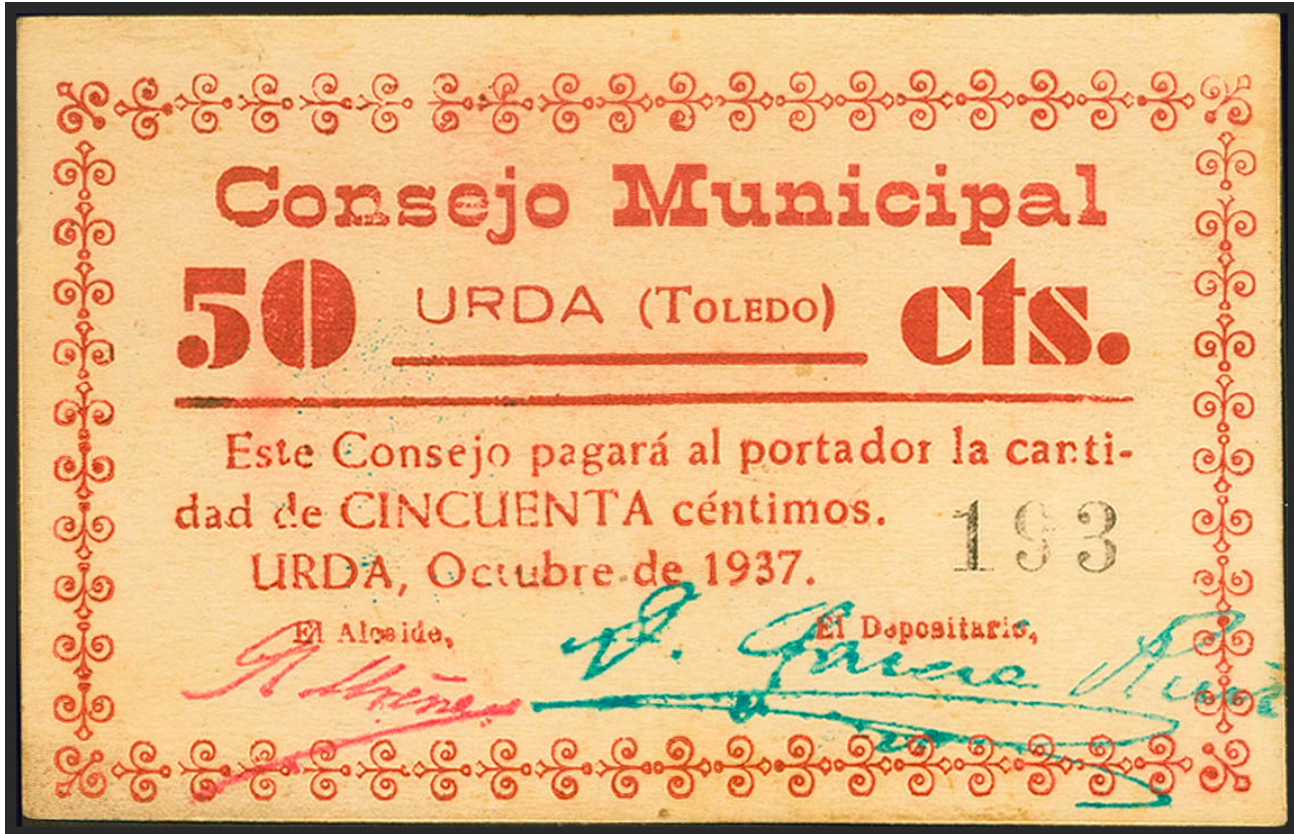 Consejo Municipal
50 URDA (TOLEDO) cts.
Este Consejo pagará al portador la canti-
dad de CINCUENTA céntimos.
193
URDA, Octubre de 1937.
El Alcalde, El Depositario,
García